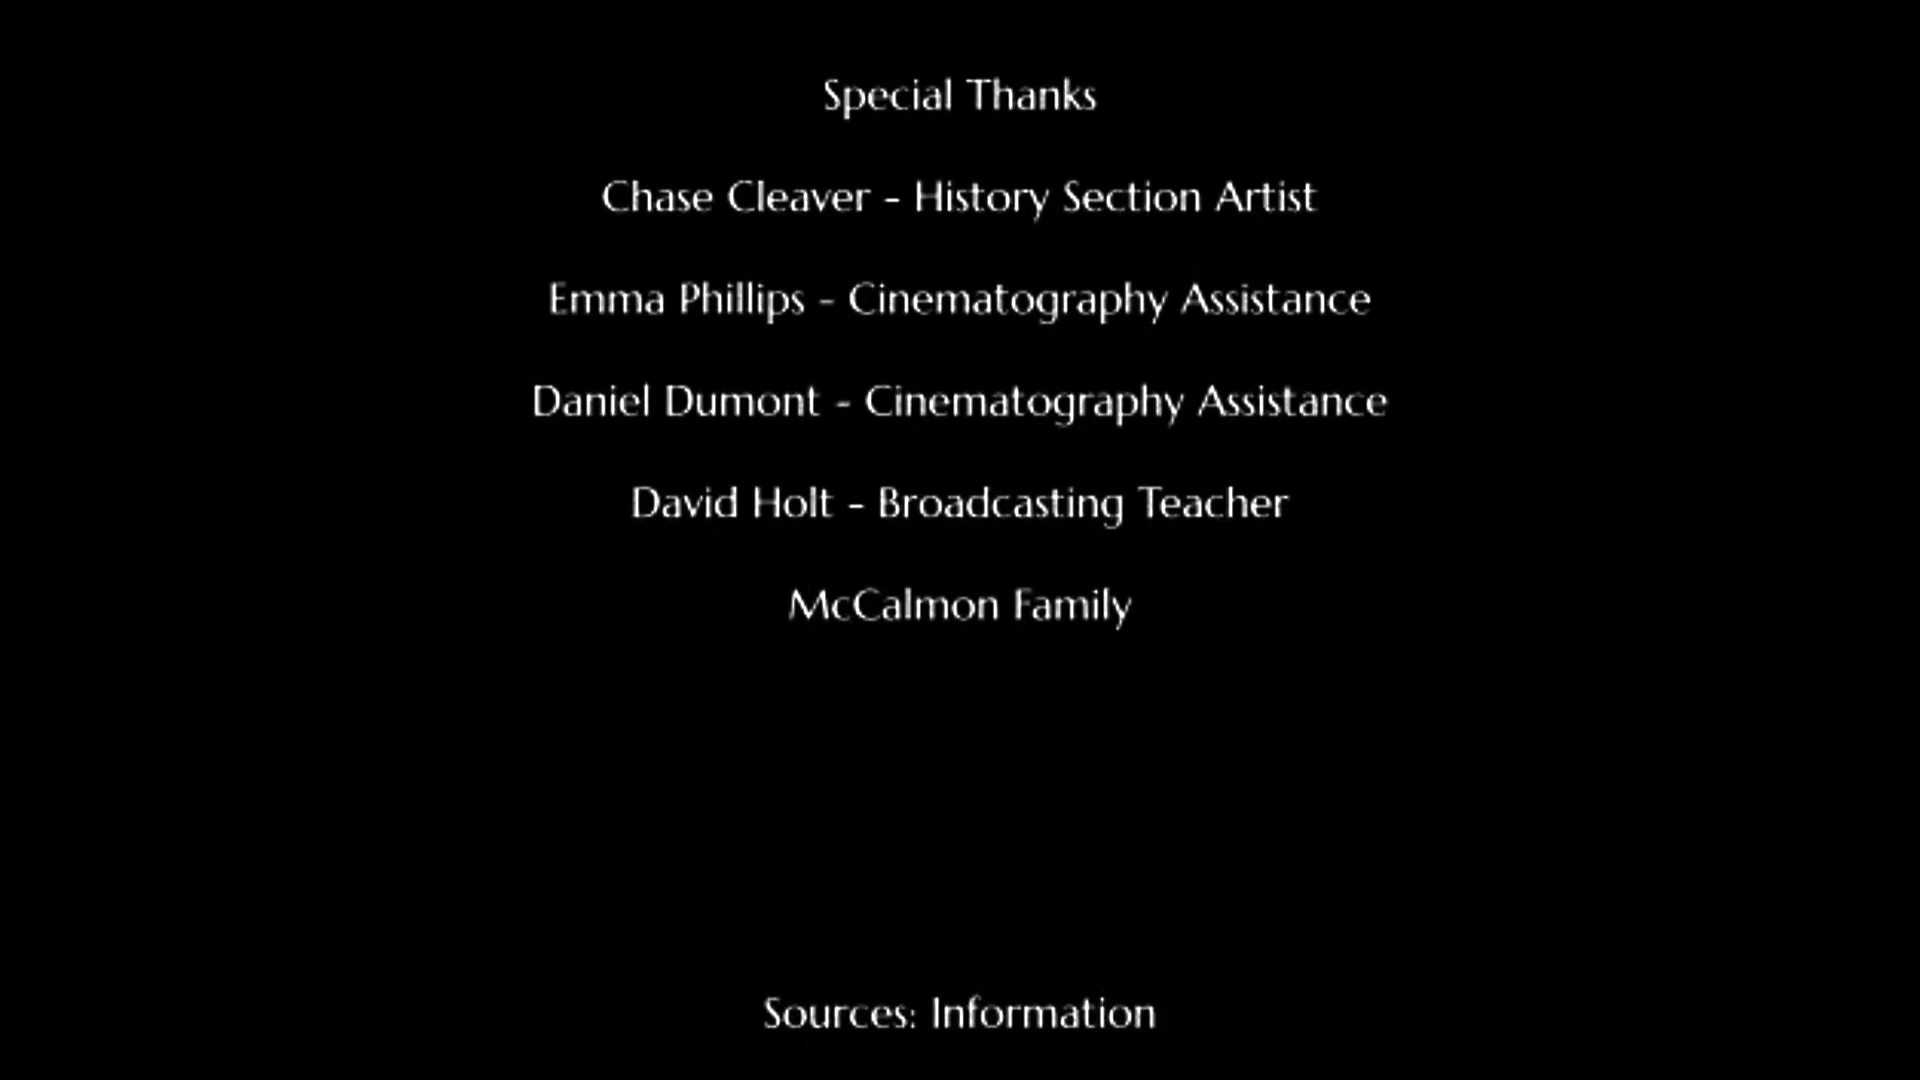 Special Thanks
Chase Cleaver - History Section Artist
Emma Phillips - Cinematography Assistance
Daniel Dumont - Cinematography Assistance
David Holt - Broadcasting Teacher
McCalmon Family
Sources: Information